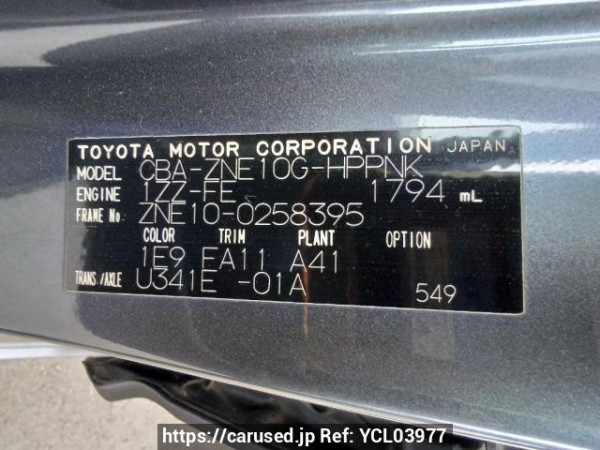 TOYOTA MOTOR CORPORATION JAPAN
MODEL CBA-ZNE10G-HPPNK
ENGINE 1ZZ-FE 1794 mL
FRAME No ZNE10-0258395
COLOR TRIM PLANT OPTION
1E9 FA11 A41
TRANS./AXLE U341E -01A
549
https://carused.jp Ref: YCL03977